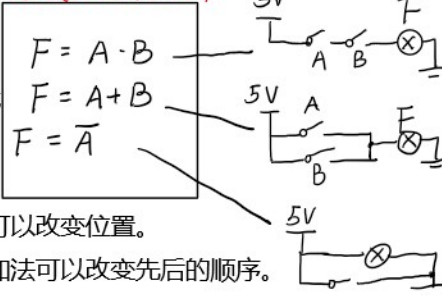 5V
F
F = A · B
A B
F = A + B
5V
A
F
B
F = A̅
5V
可以改变位置。
加法可以改变先后的顺序。